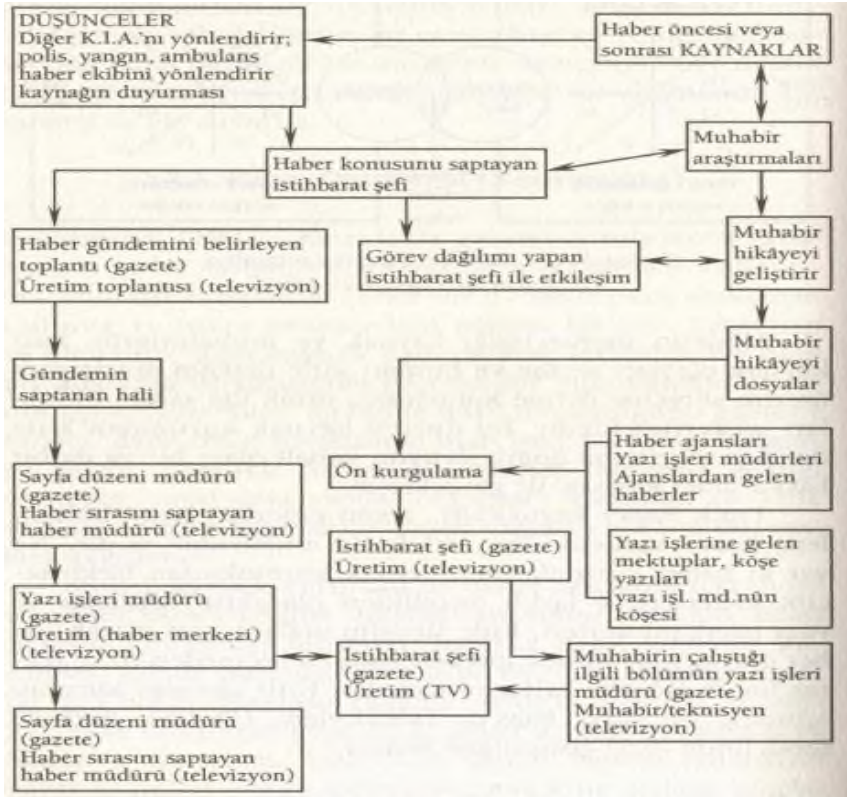 DÜŞÜNCELER
Diğer K.I.A.'nı yönlendirir;
polis, yangın, ambulans
haber ekibini yönlendirir
kaynağın duyurması
Haber öncesi veya
sonrası KAYNAKLAR
Muhabir
araştırmaları
Haber konusunu saptayan
istihbarat şefi
Haber gündemini belirleyen
toplantı (gazete)
Üretim toplantısı (televizyon)
Görev dağılımı yapan
istihbarat şefi ile etkileşim
Muhabir
hikâyeyi
geliştirir
Muhabir
hikâyeyi
dosyalar
Gündemin
saptanan hali
Haber ajansları
Yazı işleri müdürleri
Ajanslardan gelen
haberler
Ön kurgulama
Sayfa düzeni müdürü
(gazete)
Haber sırasını saptayan
haber müdürü (televizyon)
Istihbarat şefi (gazete)
Üretim (televizyon)
Yazı işlerine gelen
mektuplar, köşe
yazıları
yazı işl. md.nün
köşesi
Yazı işleri müdürü
(gazete)
Üretim (haber merkezi)
(televizyon)
Istihbarat şefi
(gazete)
Üretim (TV)
Muhabirin çalıştığı
ilgili bölümün yazı işleri
müdürü (gazete)
Muhabir/teknisyen
(televizyon)
Sayfa düzeni müdürü
(gazete)
Haber sırasını saptayan
haber müdürü (televizyon)